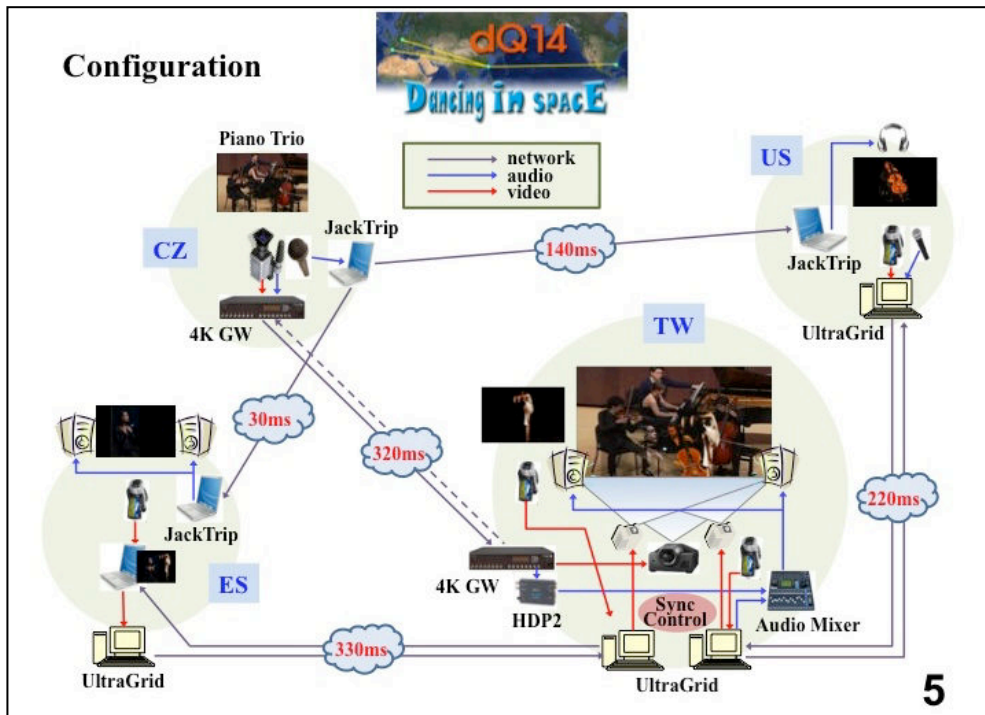 Configuration
dQ14
Dancing in spacE
Piano Trio
network
audio
video
US
CZ
JackTrip
140ms
JackTrip
4K GW
UltraGrid
TW
30ms
320ms
220ms
JackTrip
ES
4K GW
HDP2
Sync
Control
Audio Mixer
330ms
UltraGrid
UltraGrid
5